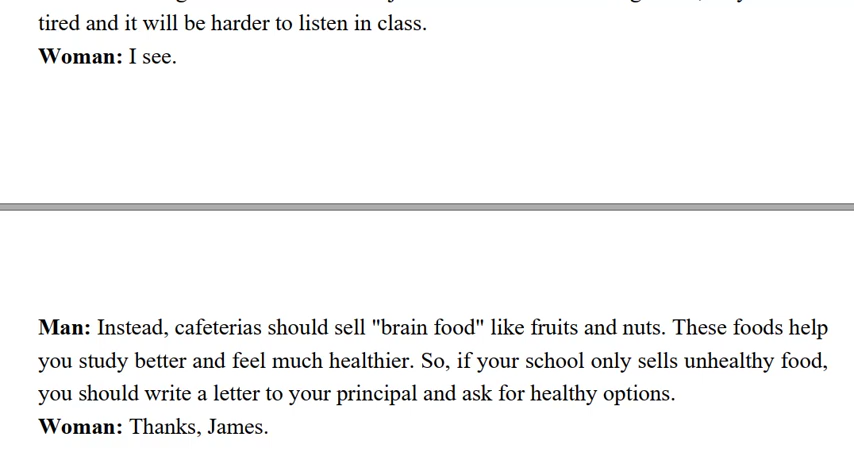 tired and it will be harder to listen in class.
Woman: I see.
Man: Instead, cafeterias should sell "brain food" like fruits and nuts. These foods help
you study better and feel much healthier. So, if your school only sells unhealthy food,
you should write a letter to your principal and ask for healthy options.
Woman: Thanks, James.